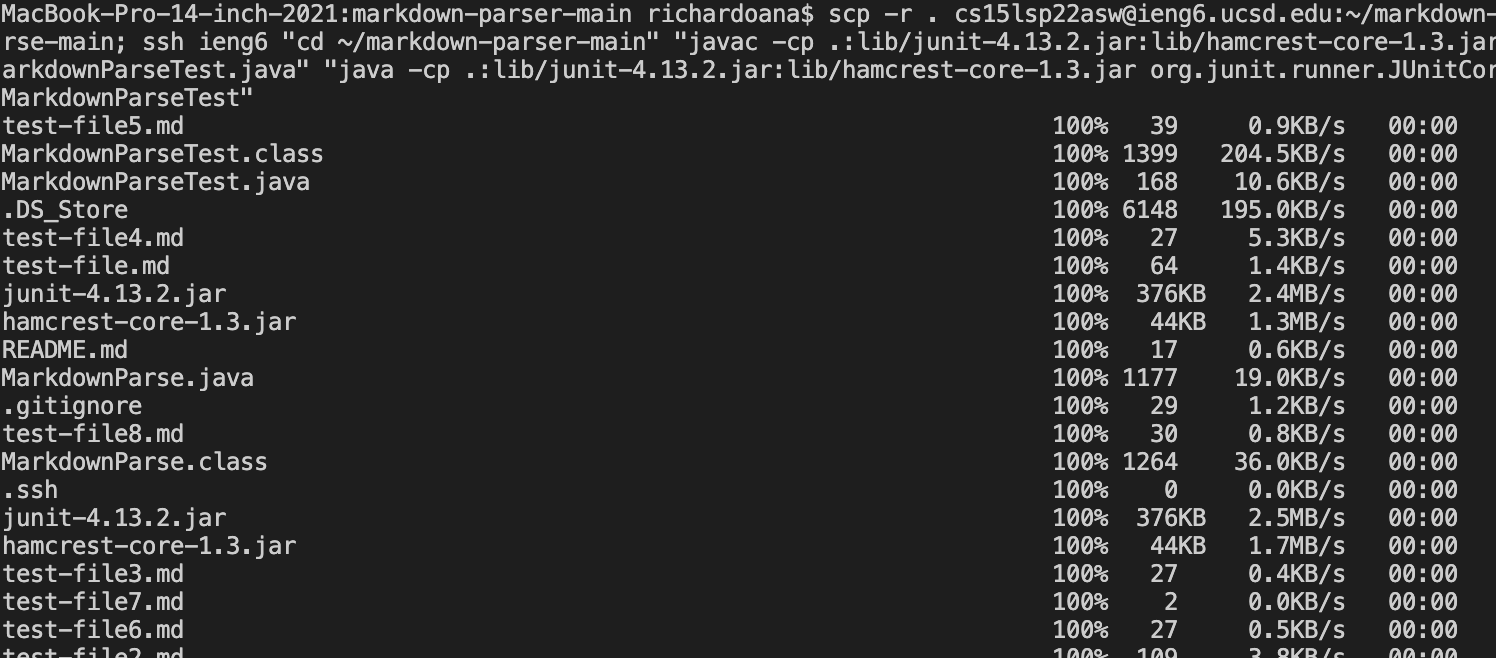 MacBook-Pro-14-inch-2021:markdown-parser-main richardoana$ scp -r . cs15lsp22asw@ieng6.ucsd.edu:~/markdown-
rse-main; ssh ieng6 "cd ~/markdown-parser-main" "javac -cp .:lib/junit-4.13.2.jar:lib/hamcrest-core-1.3.jar
arkdownParseTest.java" "java -cp .:lib/junit-4.13.2.jar:lib/hamcrest-core-1.3.jar org.junit.runner.JUnitCor
MarkdownParseTest"
test-file5.md 100% 39 0.9KB/s 00:00
MarkdownParseTest.class 100% 1399 204.5KB/s 00:00
MarkdownParseTest.java 100% 168 10.6KB/s 00:00
.DS_Store 100% 6148 195.0KB/s 00:00
test-file4.md 100% 27 5.3KB/s 00:00
test-file.md 100% 64 1.4KB/s 00:00
junit-4.13.2.jar 100% 376KB 2.4MB/s 00:00
hamcrest-core-1.3.jar 100% 44KB 1.3MB/s 00:00
README.md 100% 17 0.6KB/s 00:00
MarkdownParse.java 100% 1177 19.0KB/s 00:00
.gitignore 100% 29 1.2KB/s 00:00
test-file8.md 100% 30 0.8KB/s 00:00
MarkdownParse.class 100% 1264 36.0KB/s 00:00
.ssh 100% 0 0.0KB/s 00:00
junit-4.13.2.jar 100% 376KB 2.5MB/s 00:00
hamcrest-core-1.3.jar 100% 44KB 1.7MB/s 00:00
test-file3.md 100% 27 0.4KB/s 00:00
test-file7.md 100% 2 0.0KB/s 00:00
test-file6.md 100% 27 0.5KB/s 00:00
test-file2.md 100% 109 3.8KB/s 00:00